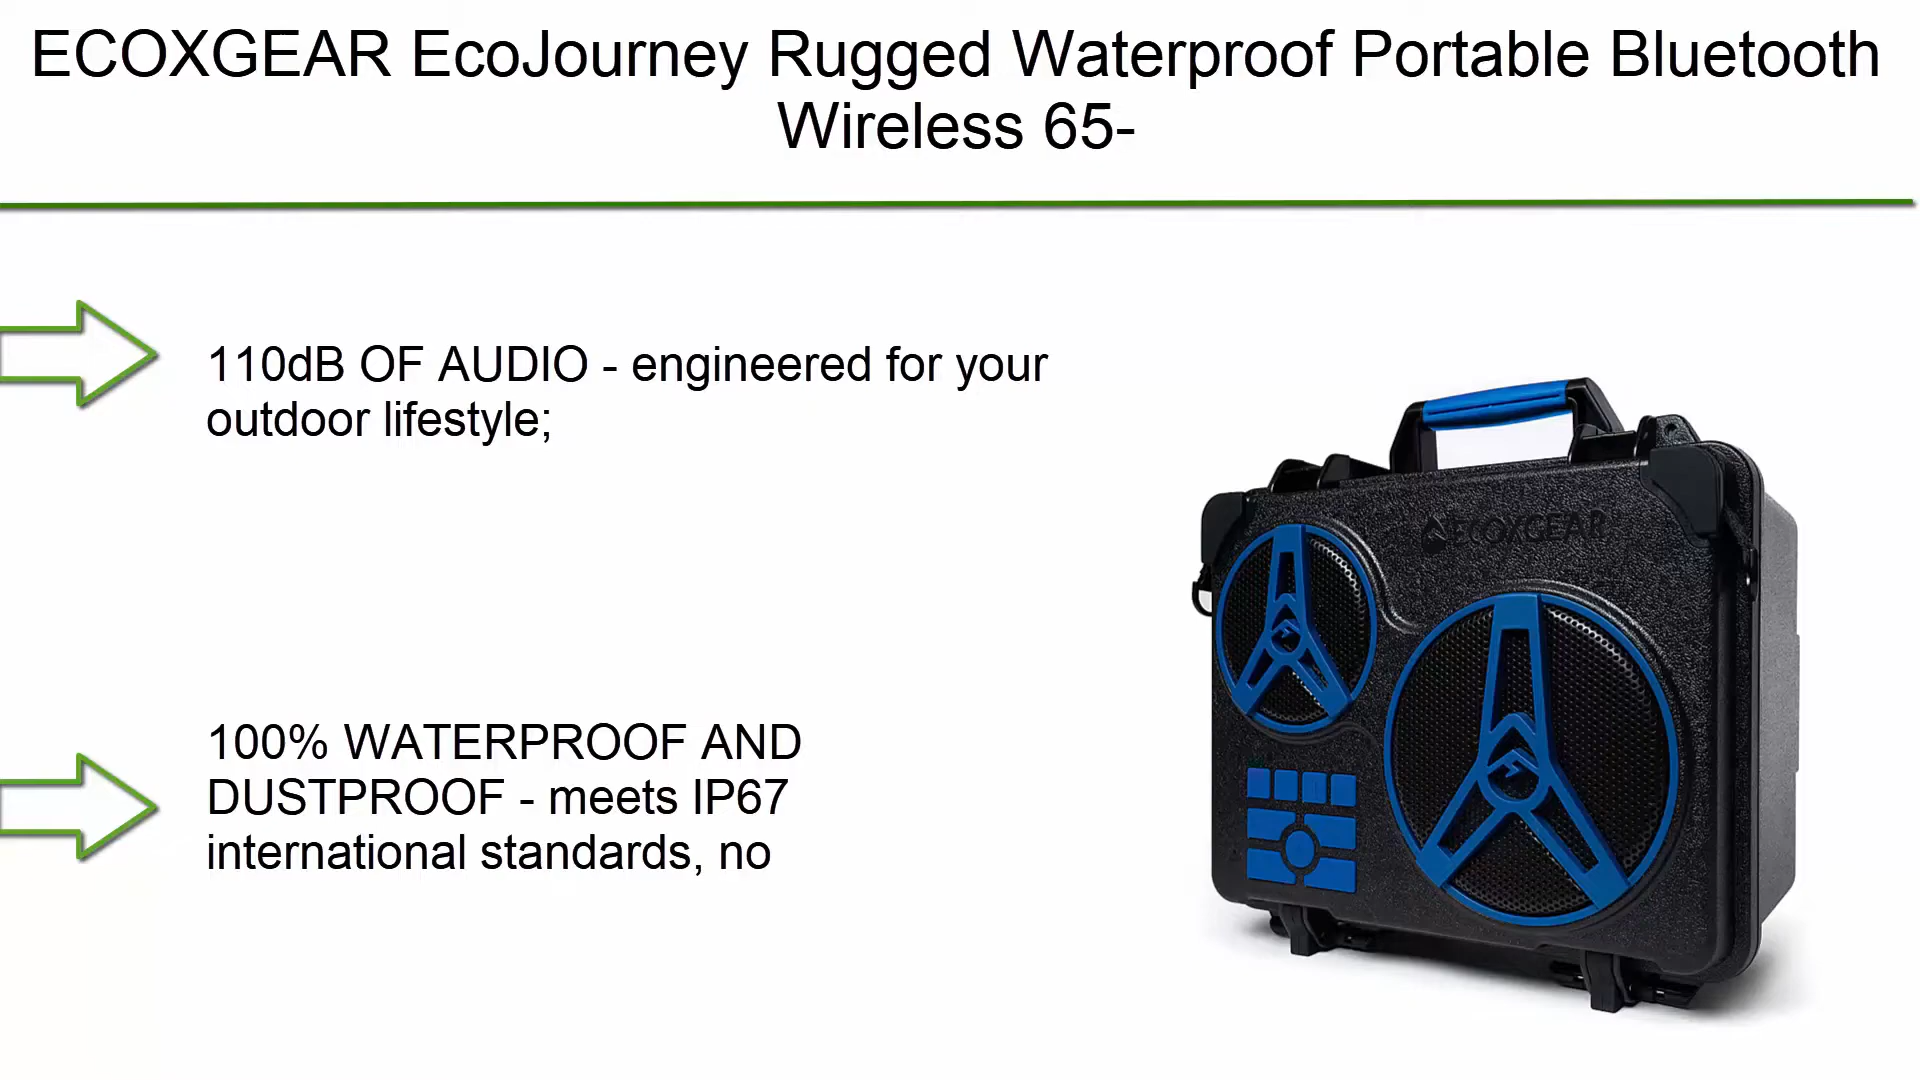 ECOXGEAR EcoJourney Rugged Waterproof Portable Bluetooth
Wireless 65-
110dB OF AUDIO - engineered for your
outdoor lifestyle;
ECOXGEAR
100% WATERPROOF AND
DUSTPROOF - meets IP67
international standards, no